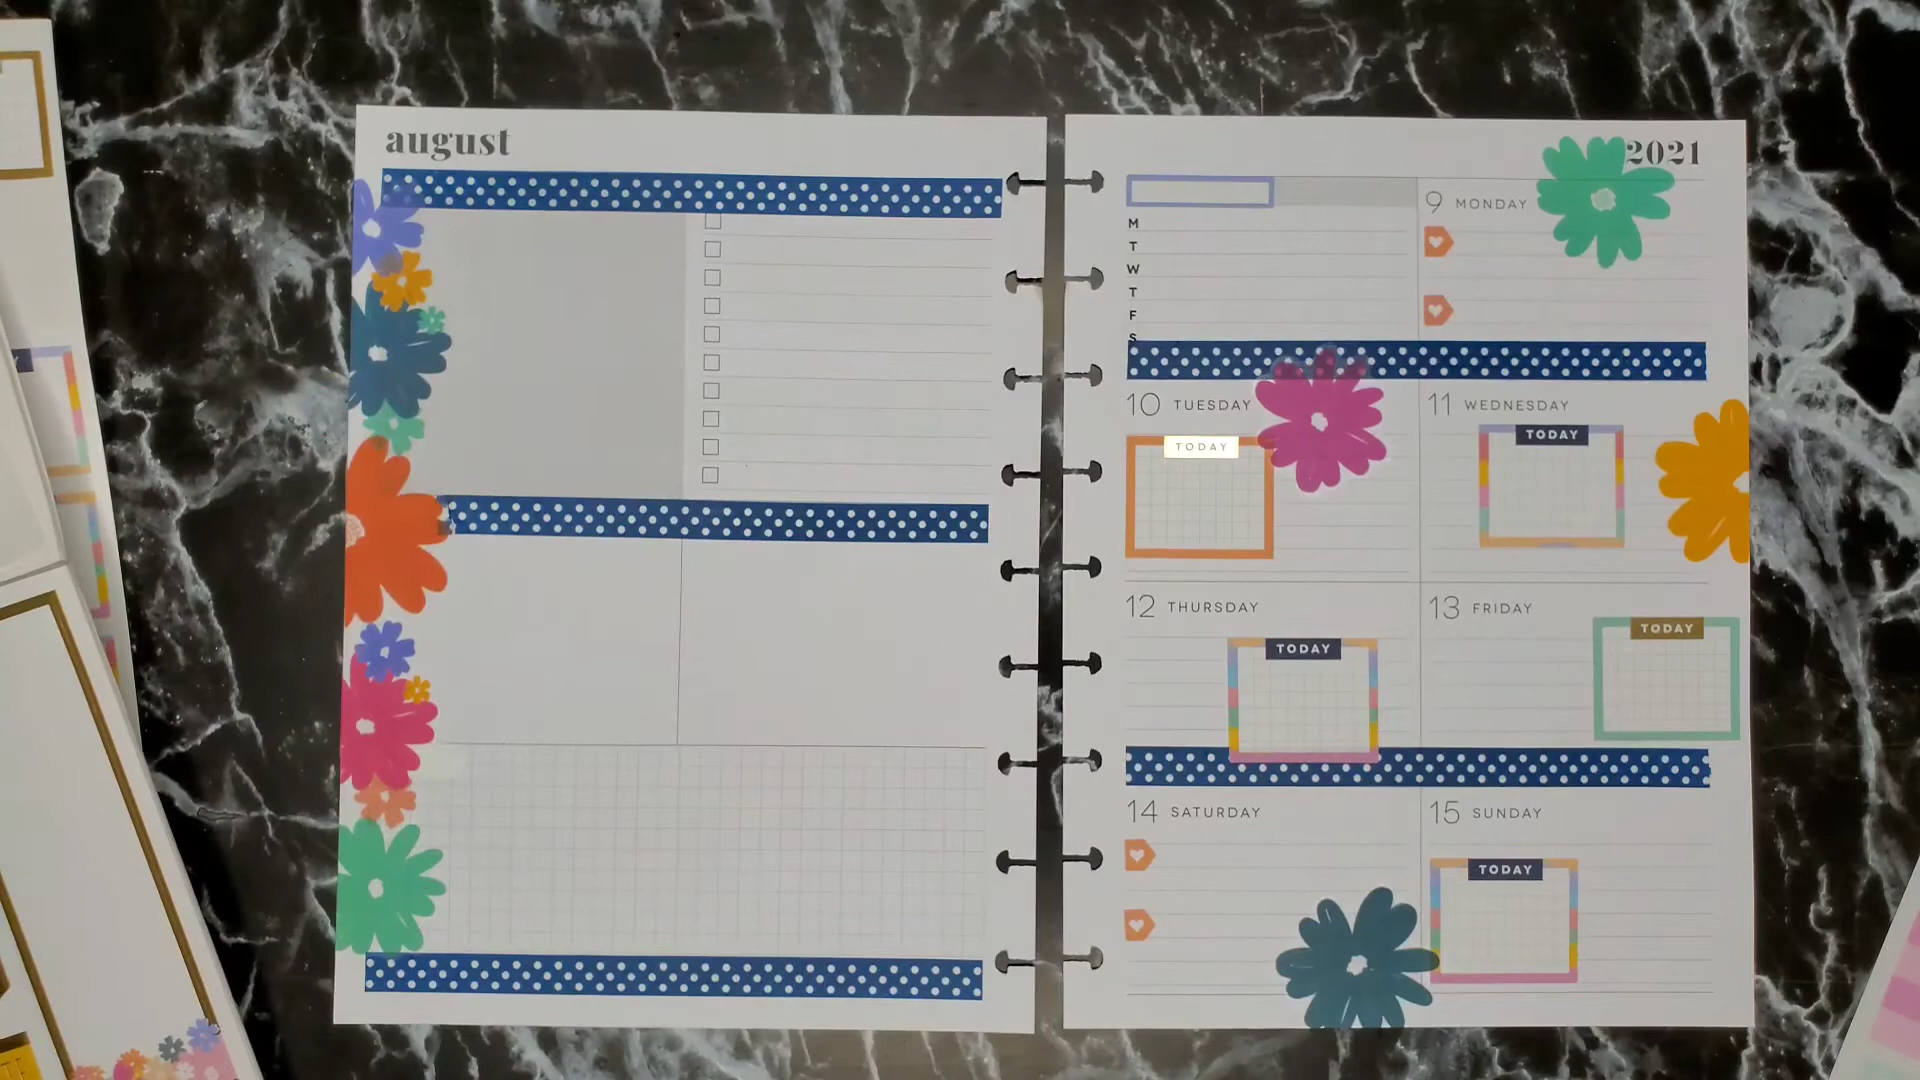 august
2021
9 MONDAY
M
T
W
T
F
S
10 TUESDAY
TODAY
11 WEDNESDAY
TODAY
12 THURSDAY
TODAY
13 FRIDAY
TODAY
14 SATURDAY
15 SUNDAY
TODAY